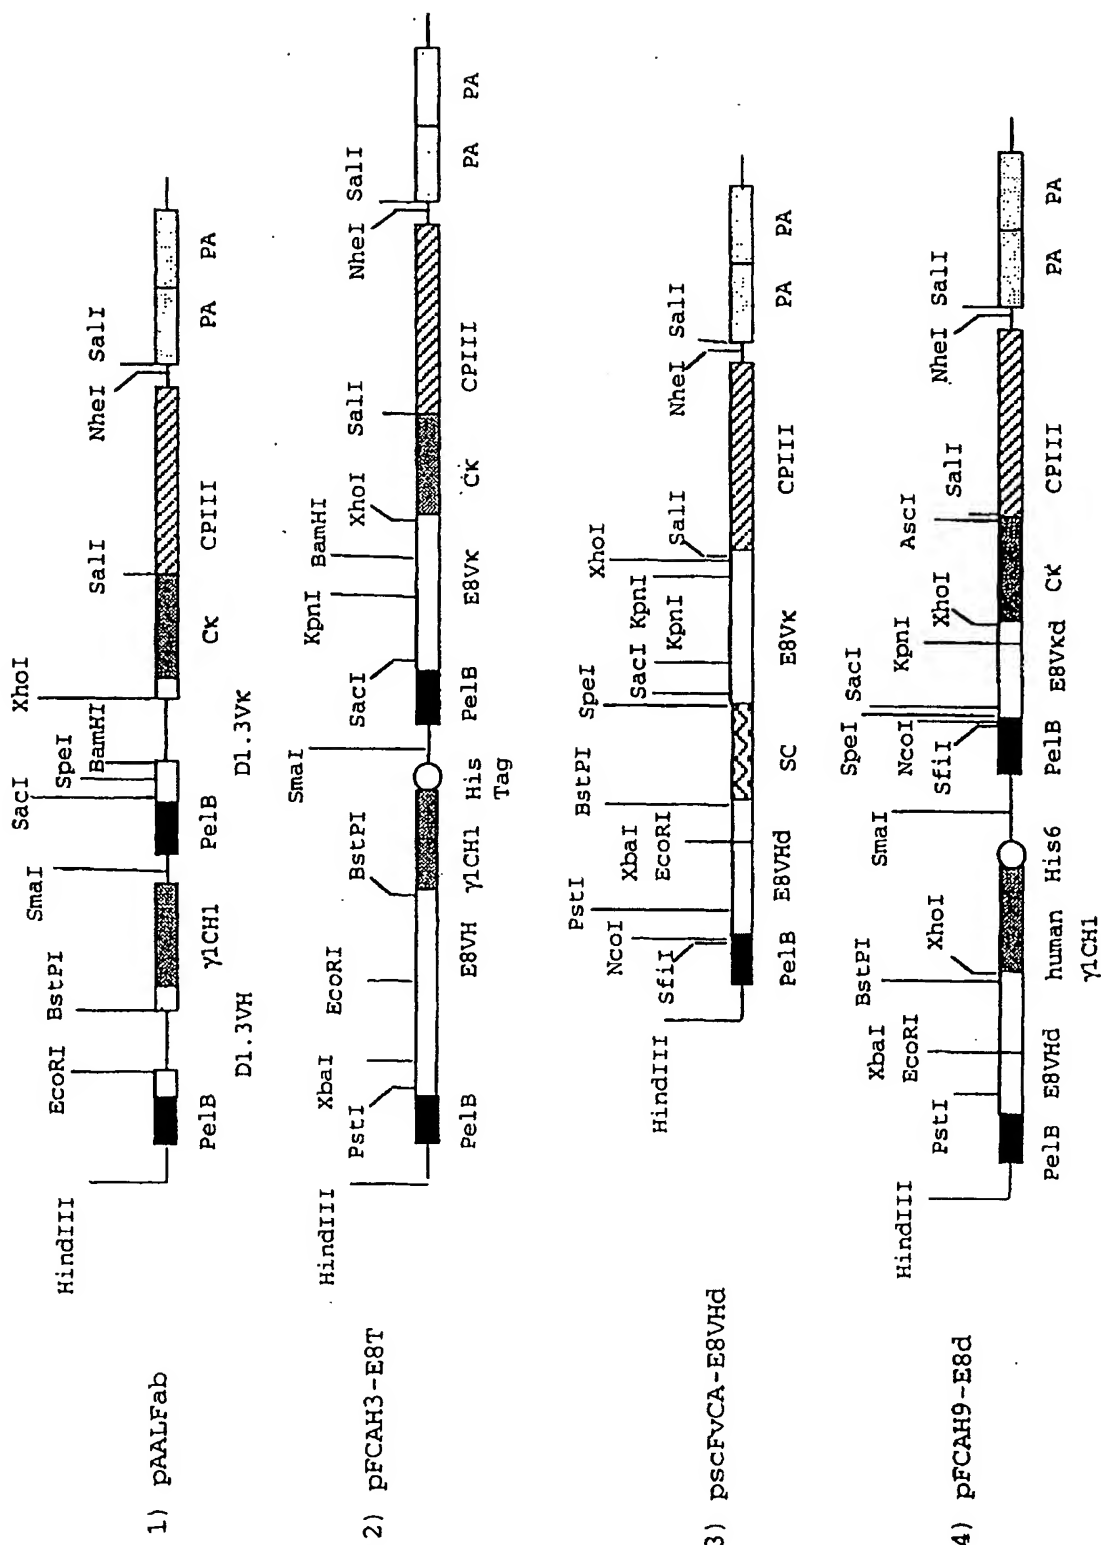 1) pAALFab
HindIII
EcoRI
BstPI
SmaI
SacI
SpeI
BamHI
XhoI
SalI
NheI
SalI
PelB
D1.3VH
γ1CH1
PelB
D1.3Vκ
Cκ
CPIII
PA
PA
2) pFCAH3-E8T
HindIII
PstI
XbaI
EcoRI
BstPI
SmaI
SacI
KpnI
BamHI
XhoI
SalI
NheI
SalI
PelB
E8VH
γ1CH1
His
Tag
PelB
E8Vκ
Cκ
CPIII
PA
PA
3) pscFvCA-E8VHd
HindIII
SfiI
NcoI
PstI
XbaI
EcoRI
BstPI
SpeI
SacI
KpnI
KpnI
XhoI
SalI
NheI
SalI
PelB
E8VHd
SC
E8Vκ
CPIII
PA
PA
4) pFCAH9-E8d
HindIII
PstI
XbaI
EcoRI
BstPI
XhoI
SmaI
SfiI
NcoI
SpeI
SacI
KpnI
XhoI
AscI
SalI
NheI
SalI
PelB
E8VHd
human
γ1CH1
His6
PelB
E8Vκd
Cκ
CPIII
PA
PA